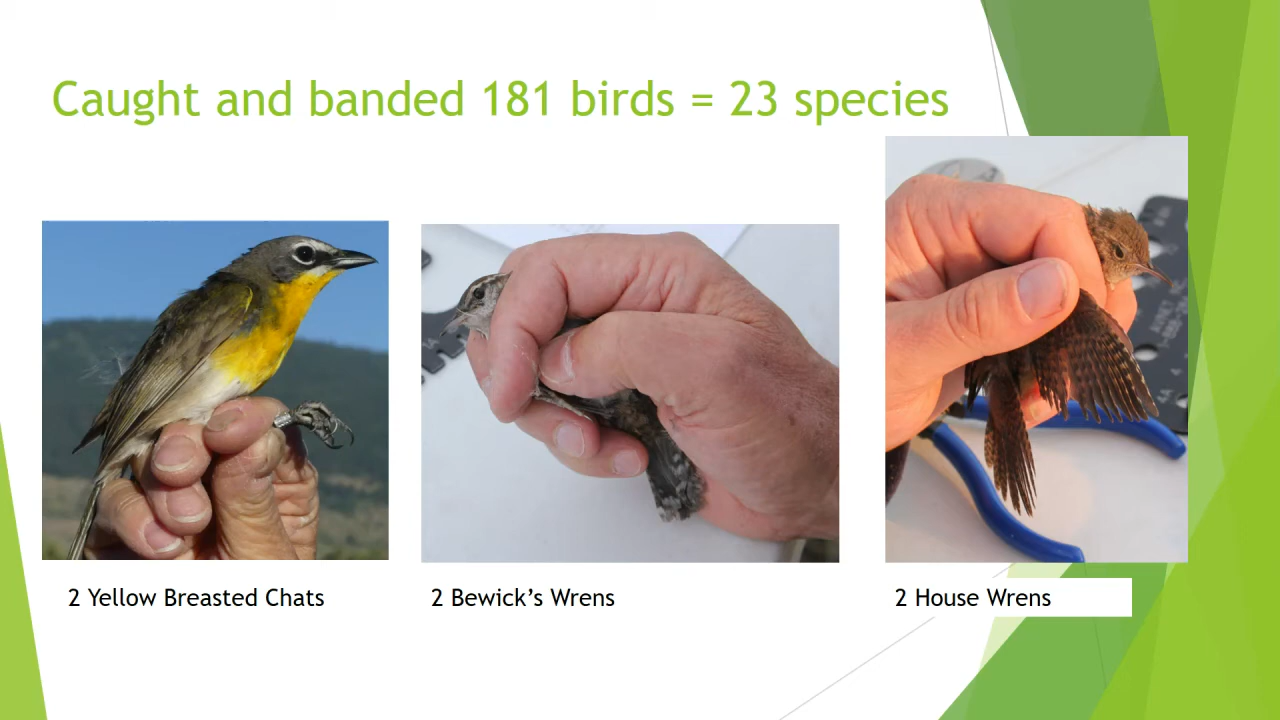 Caught and banded 181 birds = 23 species
2 Yellow Breasted Chats
2 Bewick’s Wrens
2 House Wrens